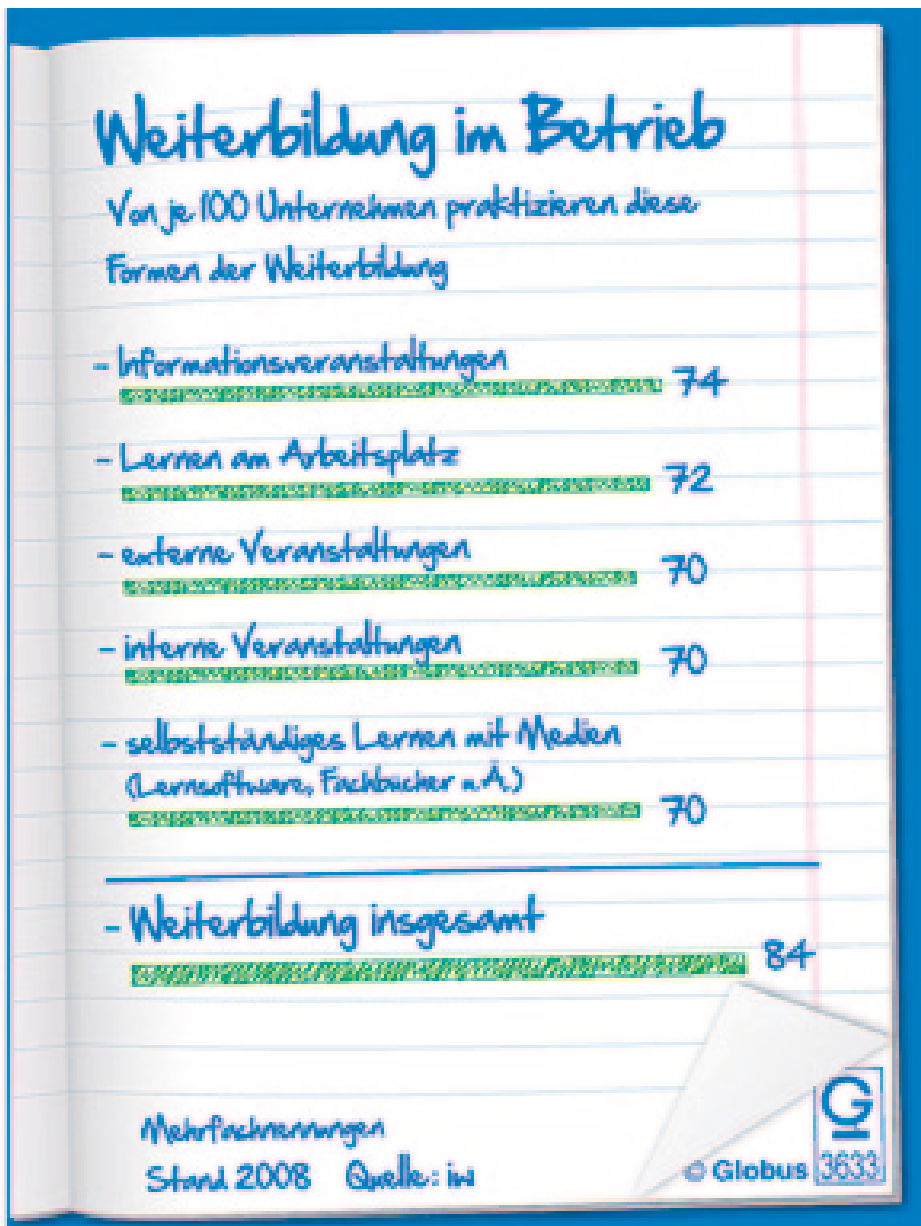 Weiterbildung im Betrieb
Von je 100 Unternehmen praktizieren diese
Formen der Weiterbildung
- Informationsveranstaltungen
74
- Lernen am Arbeitsplatz
72
- externe Veranstaltungen
70
- interne Veranstaltungen
70
- selbstständiges Lernen mit Medien
(Lernsoftware, Fachbücher u.Ä.)
70
- Weiterbildung insgesamt
84
Mehrfachnennungen
Stand 2008 Quelle: iw
© Globus
G
3633